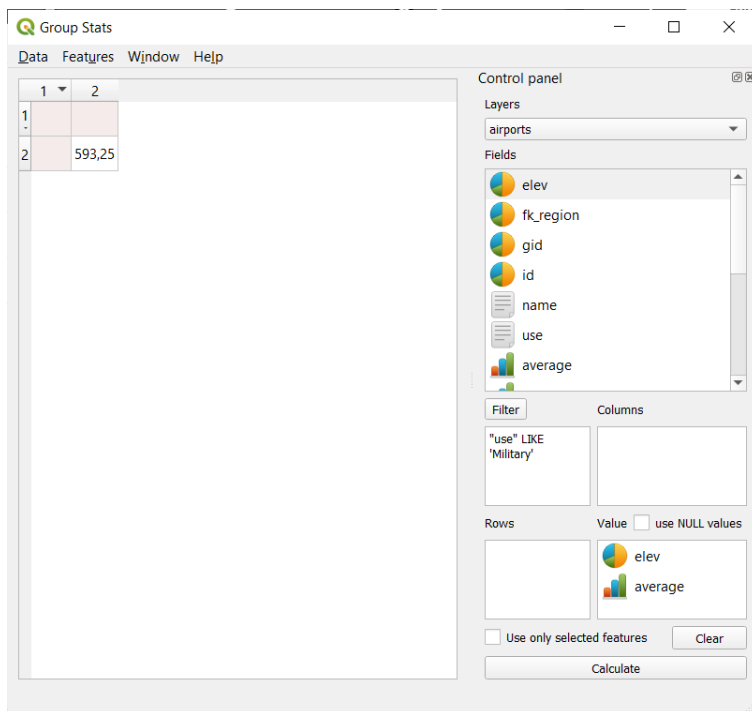 Group Stats
Data Features Window Help
1 2
1
2 593,25
Control panel
Layers
airports
Fields
elev
fk_region
gid
id
name
use
average
Filter Columns
"use" LIKE
'Military'
Rows Value use NULL values
elev
average
Use only selected features Clear
Calculate